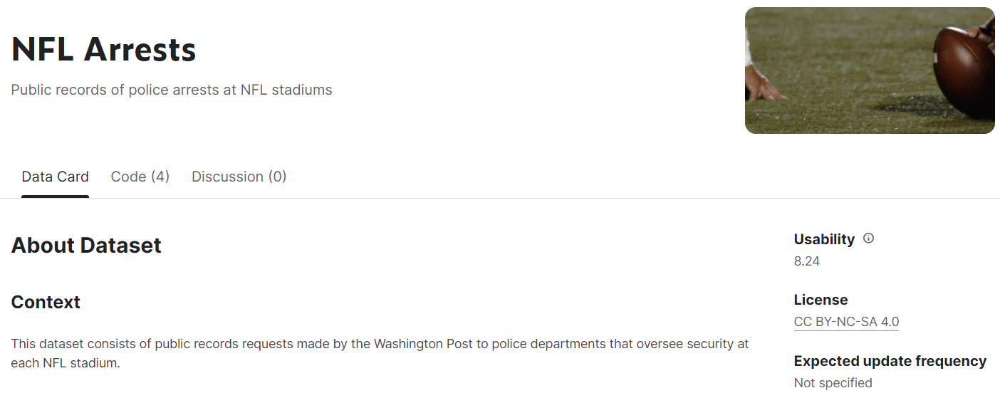 NFL Arrests
Public records of police arrests at NFL stadiums
Data Card Code (4) Discussion (0)
About Dataset
Context
This dataset consists of public records requests made by the Washington Post to police departments that oversee security at
each NFL stadium.
Usability
8.24
License
CC BY-NC-SA 4.0
Expected update frequency
Not specified